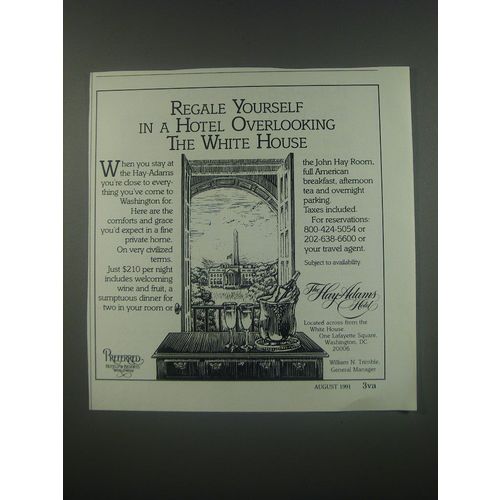 REGALE YOURSELF
IN A HOTEL OVERLOOKING
THE WHITE HOUSE
When you stay at
the Hay-Adams
you're close to every-
thing you've come to
Washington for.
Here are the
comforts and grace
you'd expect in a fine
private home.
On very civilized
terms.
Just $210 per night
includes welcoming
wine and fruit, a
sumptuous dinner for
two in your room or
the John Hay Room,
full American
breakfast, afternoon
tea and overnight
parking.
Taxes included.
For reservations:
800-424-5054 or
202-638-6600 or
your travel agent.
Subject to availability.
The Hay-Adams
Hotel
Located across from the
White House
One Lafayette Square,
Washington, DC
20006
William N. Trimble,
General Manager
PREFERRED
HOTELS & RESORTS
WORLDWIDE
AUGUST 1991 3va